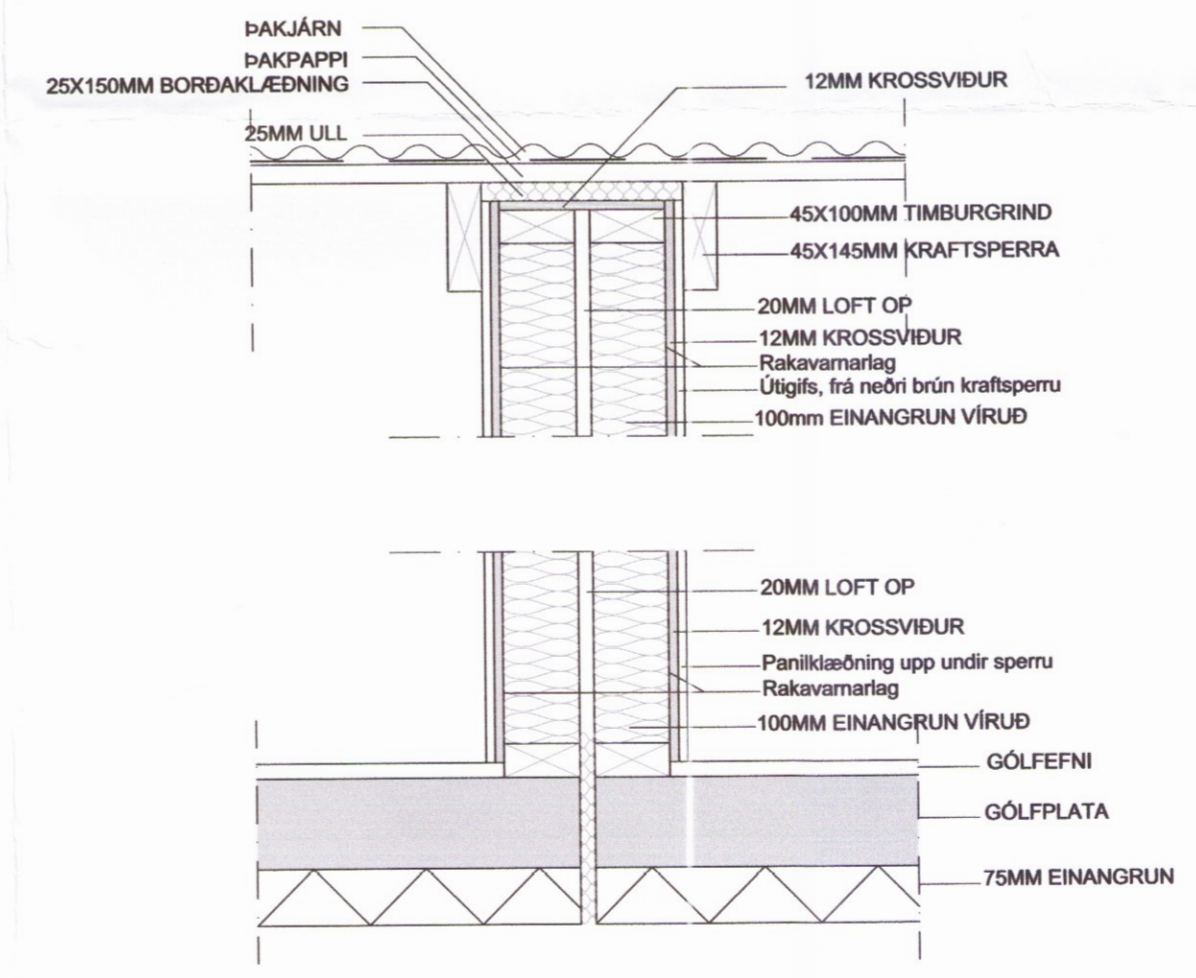 ÞAKJÁRN
ÞAKPAPPI
25X150MM BORÐAKLÆÐNING
25MM ULL
12MM KROSSVIÐUR
45X100MM TIMBURGRIND
45X145MM KRAFTSPERRA
20MM LOFT OP
12MM KROSSVIÐUR
Rakavarnarlag
Útigifs, frá neðri brún kraftsperru
100mm EINANGRUN VÍRUÐ
20MM LOFT OP
12MM KROSSVIÐUR
Panilklæðning upp undir sperru
Rakavarnarlag
100MM EINANGRUN VÍRUÐ
GÓLFEFNI
GÓLFPLATA
75MM EINANGRUN